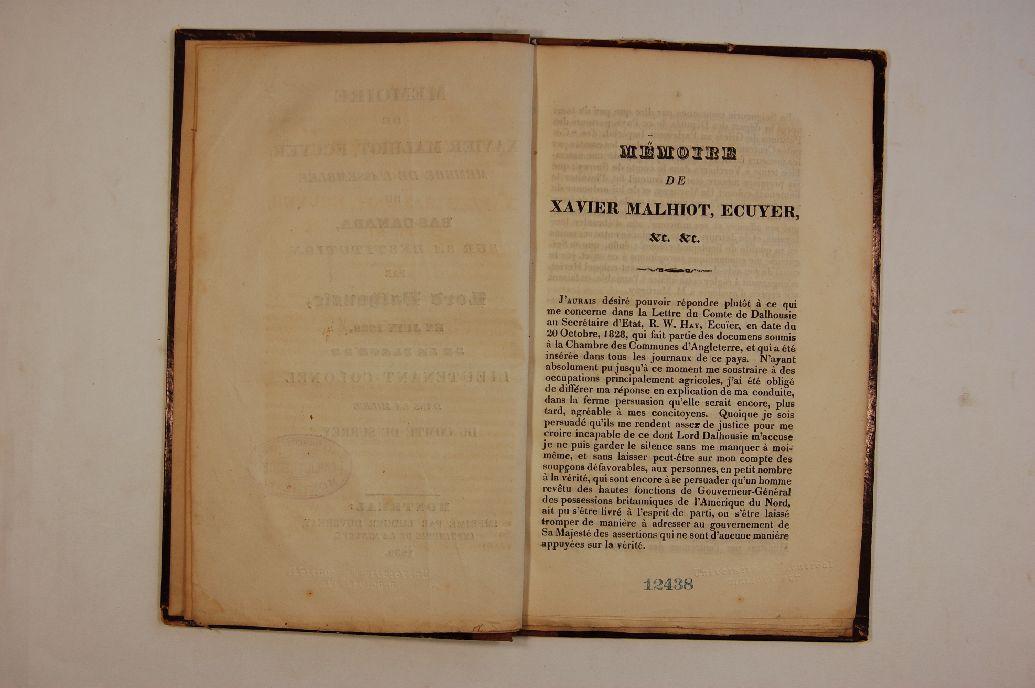 MÉMOIRE
DE
XAVIER MALHIOT, ECUYER,
&c. &c.
J'AURAIS désiré pouvoir répondre plutôt à ce qui
me concerne dans la Lettre du Comte de Dalhousie
au Secrétaire d'Etat, R. W. HAY, Ecuïer, en date du
20 Octobre, 1828, qui fait partie des documens soumis
à la Chambre des Communes d'Angleterre, et qui a été
insérée dans tous les journaux de ce pays. N'ayant
absolument pu jusqu'à ce moment me soustraire à des
occupations principalement agricoles, j'ai été obligé
de différer ma réponse en explication de ma conduite,
dans la ferme persuasion qu'elle serait encore, plus
tard, agréable à mes concitoyens. Quoique je sois
persuadé qu'ils me rendent assez de justice pour me
croire incapable de ce dont Lord Dalhousie m'accuse
je ne puis garder le silence sans me manquer à moi-
même, et sans laisser peut-être sur mon compte des
soupçons défavorables, aux personnes, en petit nombre
à la vérité, qui sont encore à se persuader qu'un homme
revêtu des hautes fonctions de Gouverneur-Général
des possessions britanniques de l'Amérique du Nord,
ait pu s'être livré à l'esprit de parti, ou s'être laissé
tromper de manière à adresser au gouvernement de
Sa Majesté des assertions qui ne sont d'aucune manière
appuyées sur la vérité.
12438